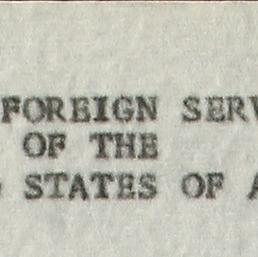 FOREIGN SERV
OF THE
STATES OF A